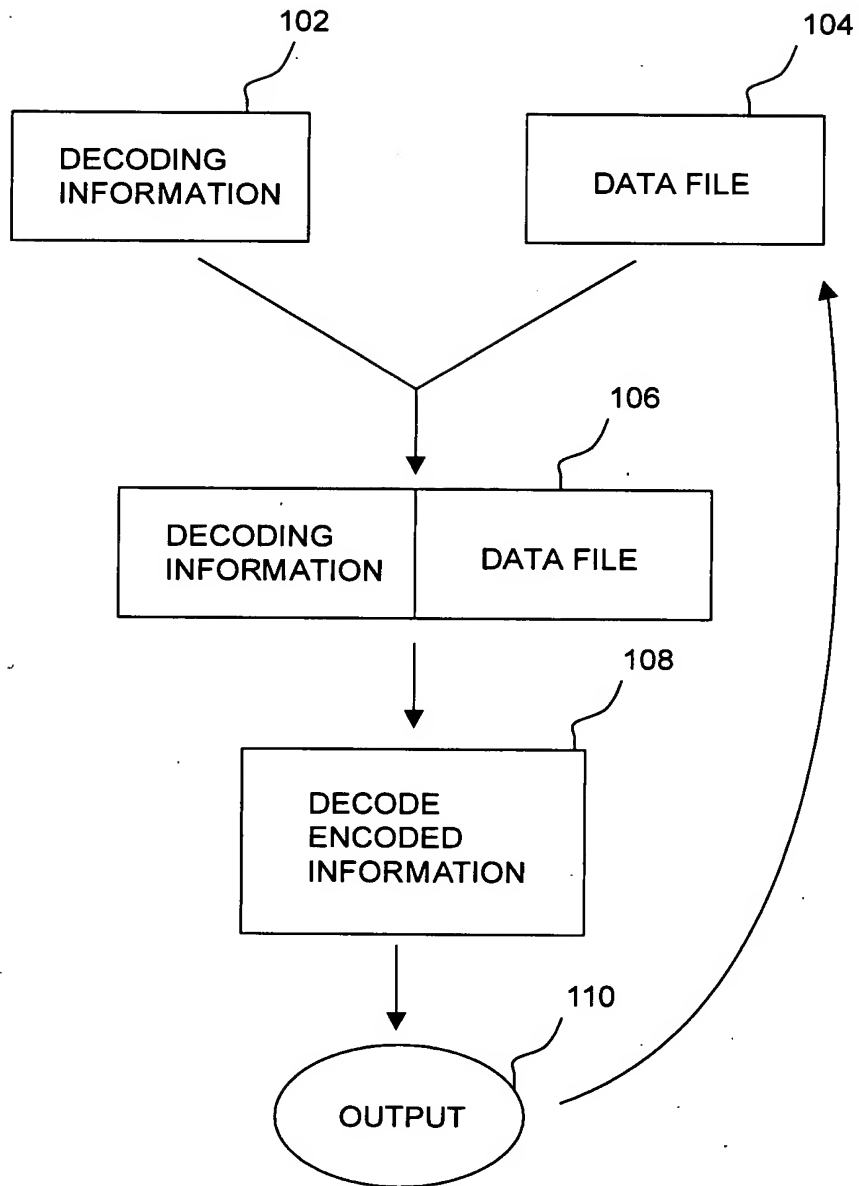 102
104
DECODING
INFORMATION
DATA FILE
106
DECODING
INFORMATION
DATA FILE
108
DECODE
ENCODED
INFORMATION
110
OUTPUT